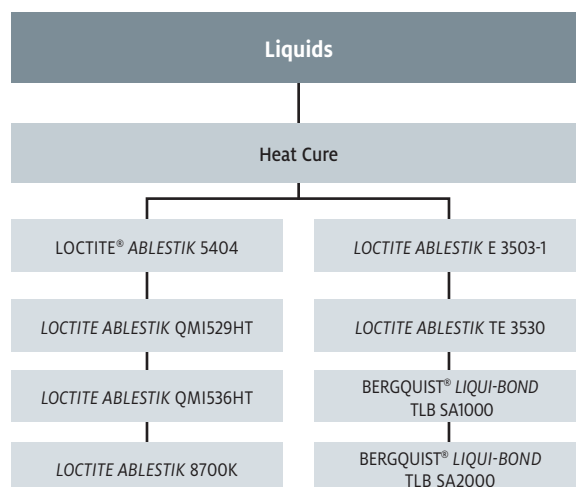 Liquids
Heat Cure
LOCTITE® ABLESTIK 5404
LOCTITE ABLESTIK QMI529HT
LOCTITE ABLESTIK QMI536HT
LOCTITE ABLESTIK 8700K
LOCTITE ABLESTIK E 3503-1
LOCTITE ABLESTIK TE 3530
BERGQUIST® LIQUI-BOND
TLB SA1000
BERGQUIST® LIQUI-BOND
TLB SA2000